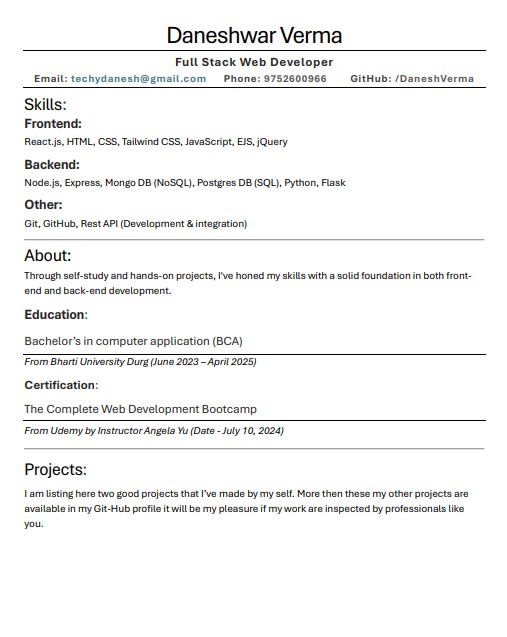 Daneshwar Verma
Full Stack Web Developer
Email: techydanesh@gmail.com Phone: 9752600966 GitHub: /DaneshVerma
Skills:
Frontend:
React.js, HTML, CSS, Tailwind CSS, JavaScript, EJS, jQuery
Backend:
Node.js, Express, Mongo DB (NoSQL), Postgres DB (SQL), Python, Flask
Other:
Git, GitHub, Rest API (Development & integration)
About:
Through self-study and hands-on projects, I've honed my skills with a solid foundation in both front-
end and back-end development.
Education:
Bachelor's in computer application (BCA)
From Bharti University Durg (June 2023 – April 2025)
Certification:
The Complete Web Development Bootcamp
From Udemy by Instructor Angela Yu (Date - July 10, 2024)
Projects:
I am listing here two good projects that I've made by my self. More then these my other projects are
available in my Git-Hub profile it will be my pleasure if my work are inspected by professionals like
you.